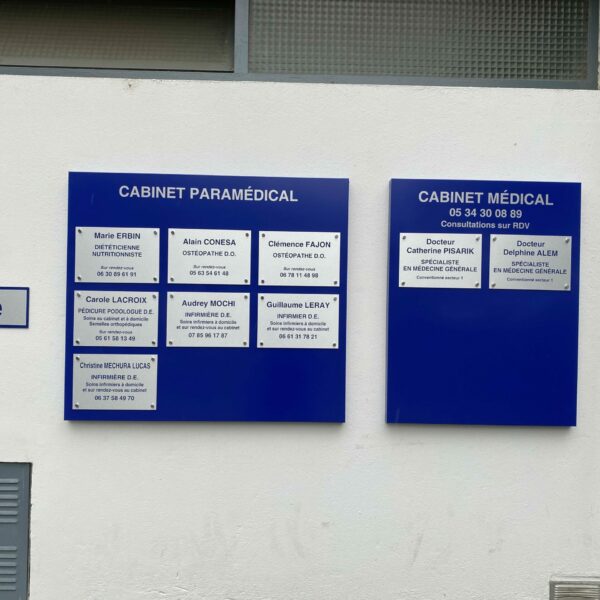 CABINET PARAMÉDICAL
Marie ERBIN
DIÉTÉTICIENNE
NUTRITIONNISTE
Sur rendez-vous
06 30 89 61 91
Alain CONESA
OSTÉOPATHE D.O.
Sur rendez-vous
05 63 54 61 48
Clémence FAJON
OSTÉOPATHE D.O.
Sur rendez-vous
06 78 11 48 98
Carole LACROIX
PÉDICURE PODOLOGUE D.E.
Soins au cabinet et à domicile
Semelles orthopédiques
Sur rendez-vous
05 61 58 13 49
Audrey MOCHI
INFIRMIÈRE D.E.
Soins infirmiers à domicile
et sur rendez-vous au cabinet
07 85 96 17 87
Guillaume LERAY
INFIRMIER D.E.
Soins infirmiers à domicile
et sur rendez-vous au cabinet
06 61 31 78 21
Christine MECHURA LUCAS
INFIRMIÈRE D.E.
Soins infirmiers à domicile
et sur rendez-vous au cabinet
06 37 58 49 70
CABINET MÉDICAL
05 34 30 08 89
Consultations sur RDV
Docteur
Catherine PISARIK
SPÉCIALISTE
EN MÉDECINE GÉNÉRALE
Conventionné secteur 1
Docteur
Delphine ALEM
SPÉCIALISTE
EN MÉDECINE GÉNÉRALE
Conventionné secteur 1